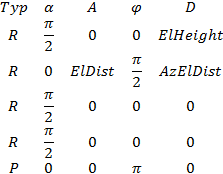 Typ α A φ D
R π/2 0 0 ElHeight
R 0 ElDist π/2 AzElDist
R π/2 0 0 0
R π/2 0 0 0
P 0 0 π 0